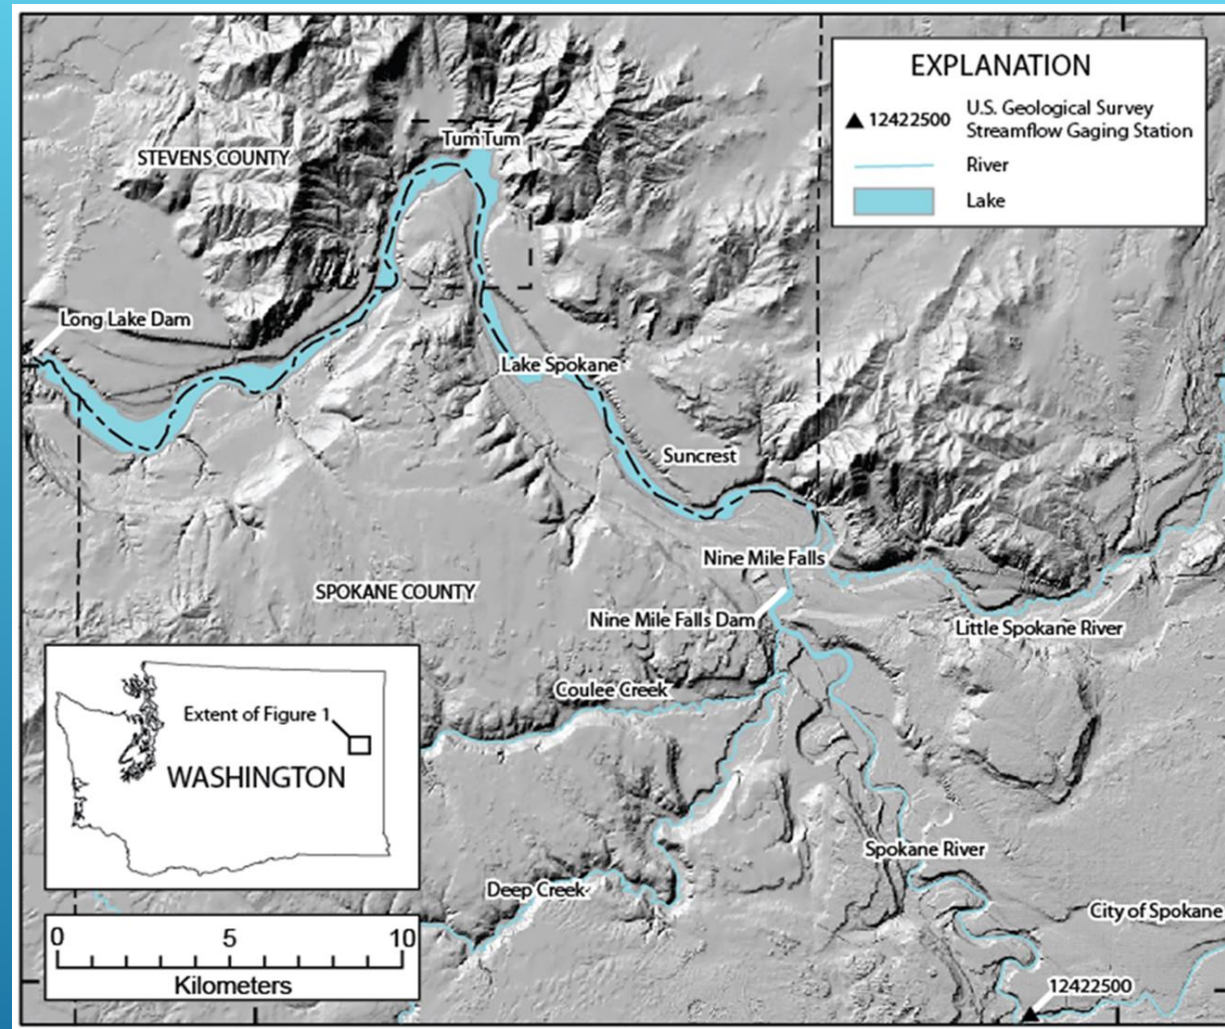 EXPLANATION
12422500
U.S. Geological Survey
Streamflow Gaging Station
River
Lake
Tum Tum
STEVENS COUNTY
Long Lake Dam
Lake Spokane
Suncrest
Nine Mile Falls
SPOKANE COUNTY
Nine Mile Falls Dam
Little Spokane River
Coulee Creek
Extent of Figure 1
WASHINGTON
Spokane River
Deep Creek
City of Spokane
0 5 10
Kilometers
12422500